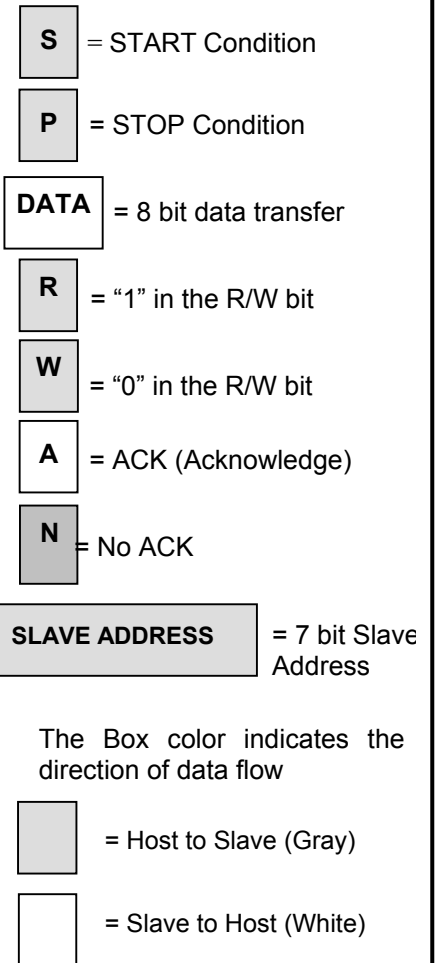 S = START Condition
P = STOP Condition
DATA = 8 bit data transfer
R = “1” in the R/W bit
W = “0” in the R/W bit
A = ACK (Acknowledge)
N = No ACK
SLAVE ADDRESS = 7 bit Slave
Address
The Box color indicates the
direction of data flow
= Host to Slave (Gray)
= Slave to Host (White)